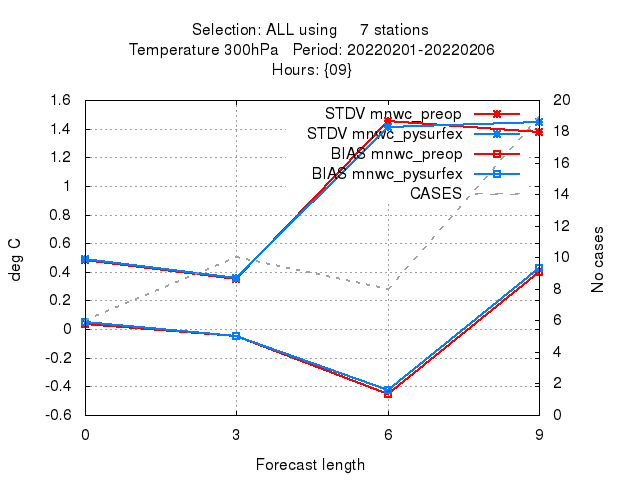 Selection: ALL using 7 stations
Temperature 300hPa Period: 20220201-20220206
Hours: {09}
1.6
1.4
1.2
1
0.8
0.6
0.4
0.2
0
-0.2
-0.4
-0.6
deg C
STDV mnwc_preop
STDV mnwc_pysurfex
BIAS mnwc_preop
BIAS mnwc_pysurfex
CASES
20
18
16
14
12
10
8
6
4
2
0
No cases
0 3 6 9
Forecast length